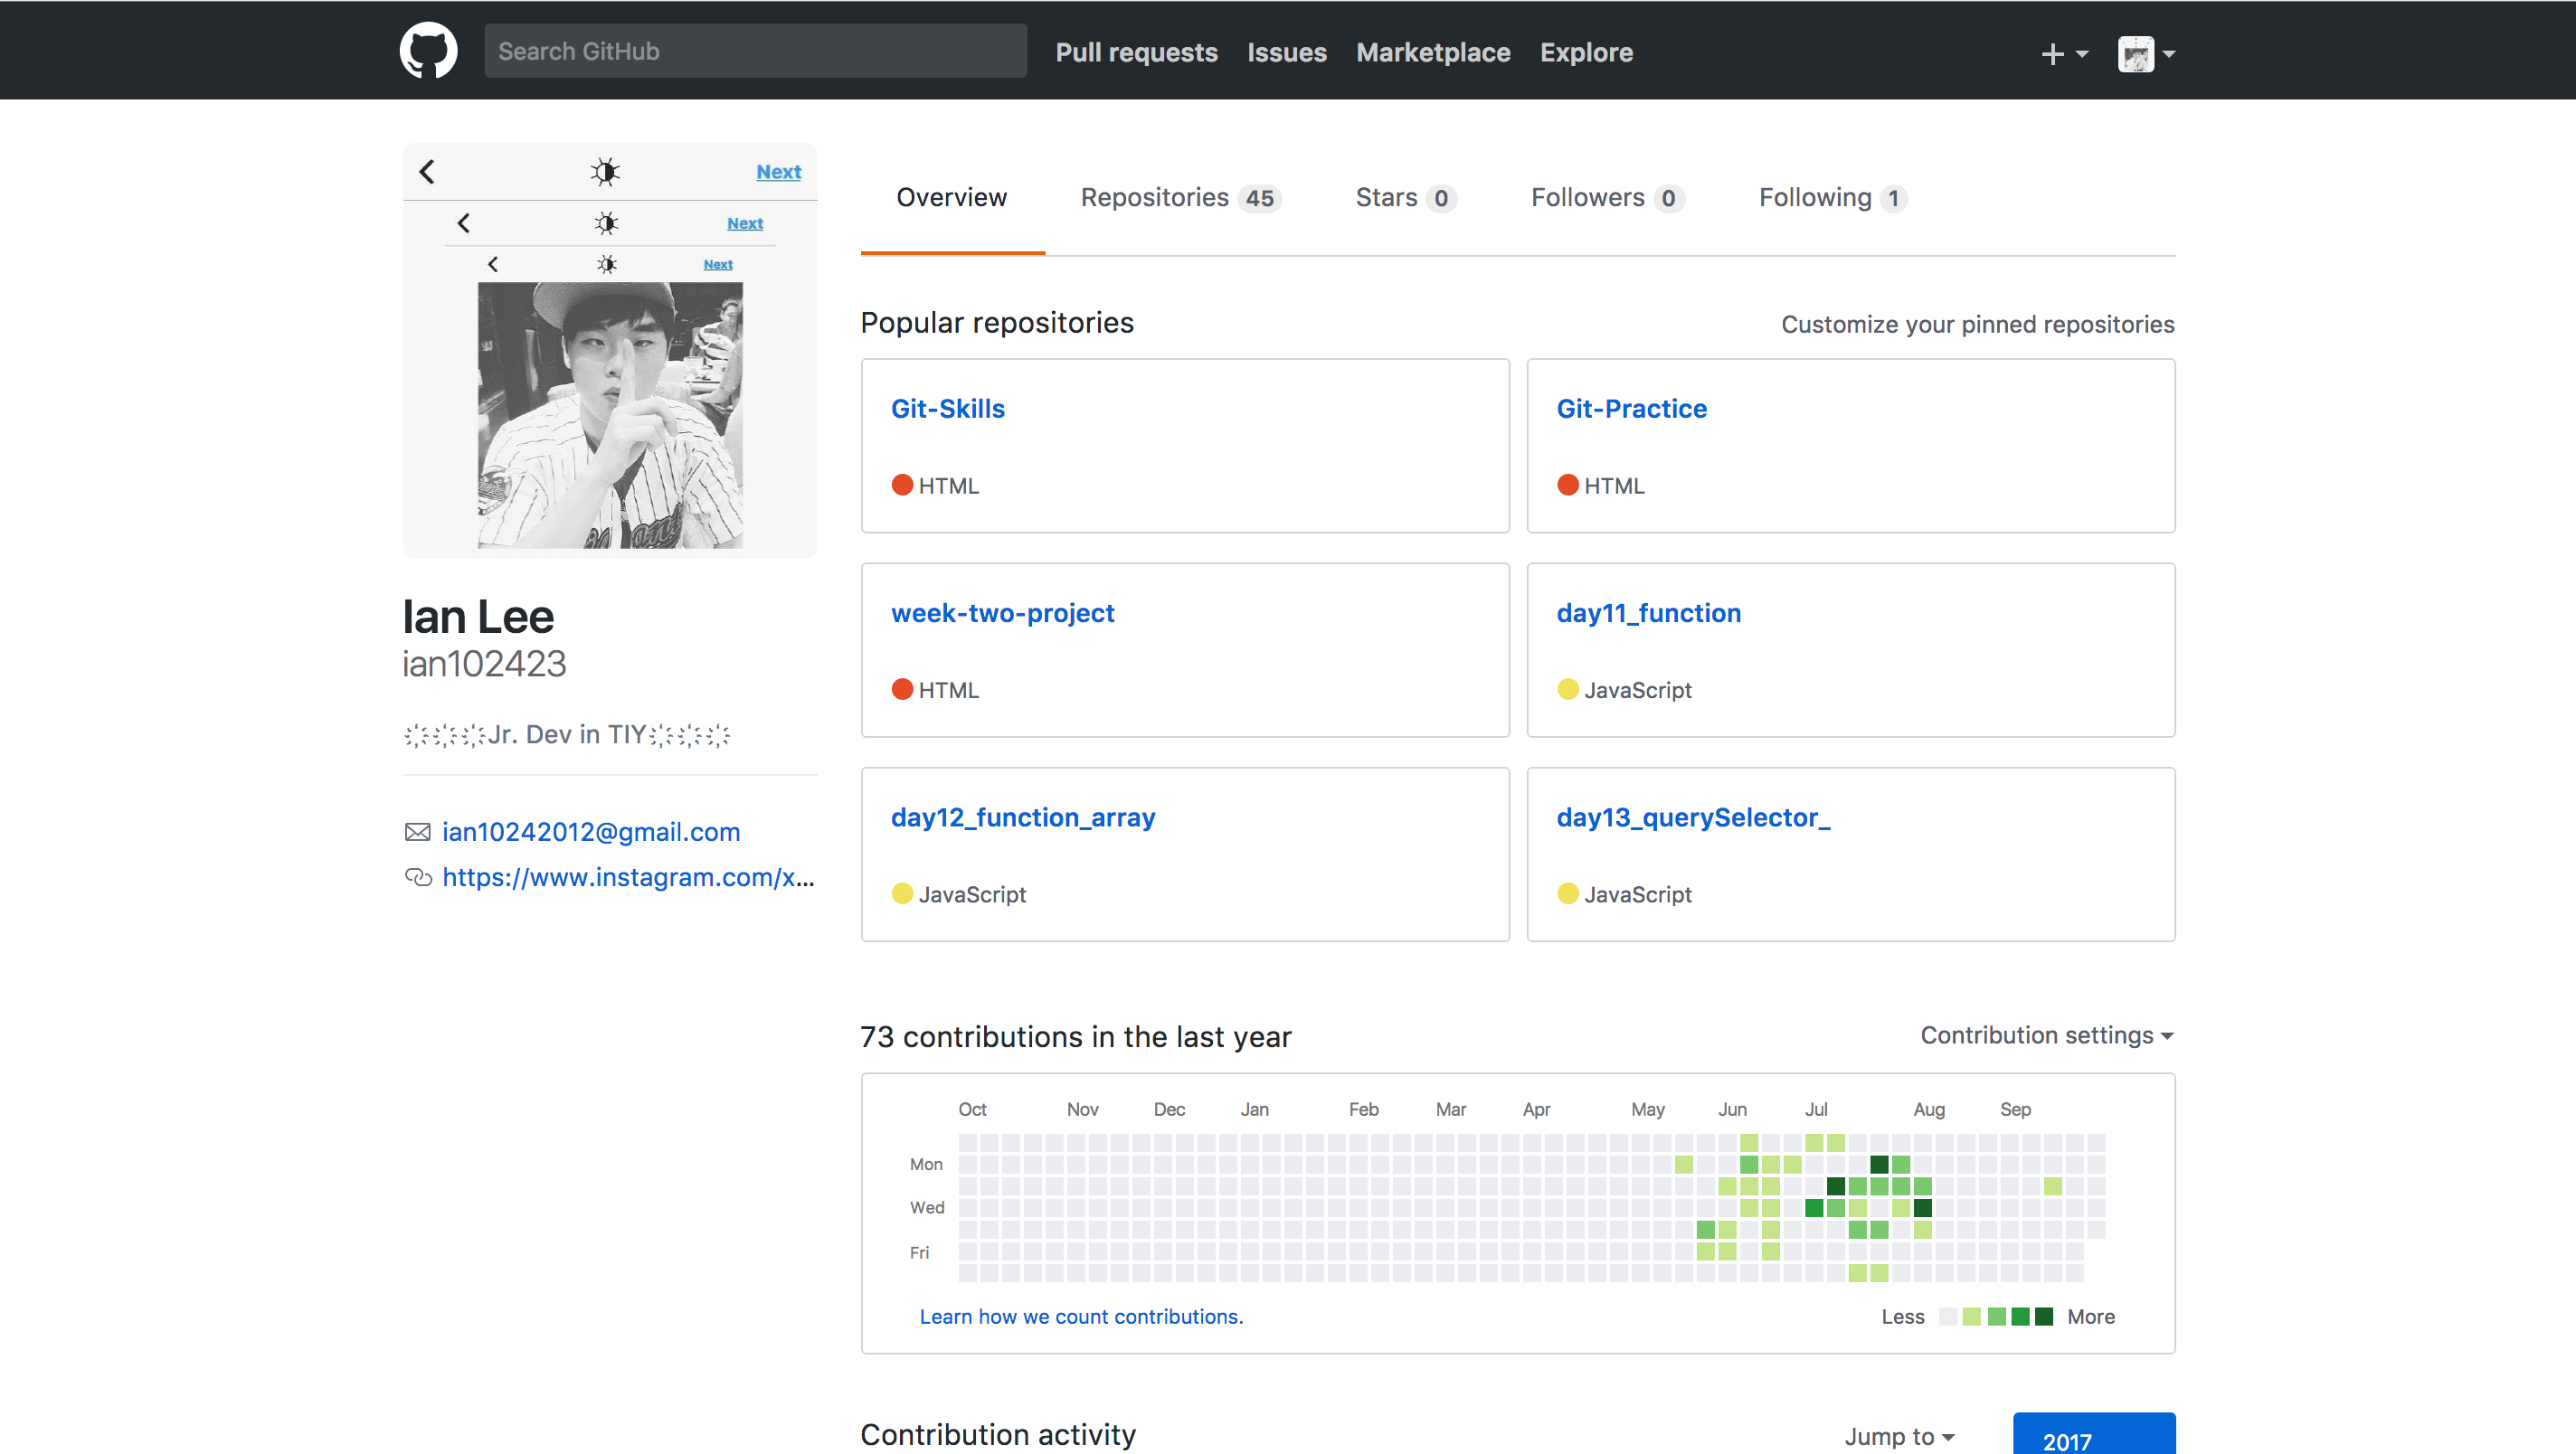 Search GitHub
Pull requests
Issues
Marketplace
Explore
Next
Next
Next
Ian Lee
ian102423
҉ ҉ ҉Jr. Dev in TIY҉ ҉ ҉
ian10242012@gmail.com
https://www.instagram.com/x...
Overview
Repositories 45
Stars 0
Followers 0
Following 1
Popular repositories
Customize your pinned repositories
Git-Skills
HTML
Git-Practice
HTML
week-two-project
HTML
day11_function
JavaScript
day12_function_array
JavaScript
day13_querySelector_
JavaScript
73 contributions in the last year
Contribution settings
Oct Nov Dec Jan Feb Mar Apr May Jun Jul Aug Sep
Mon
Wed
Fri
Learn how we count contributions.
Less More
Contribution activity
Jump to
2017